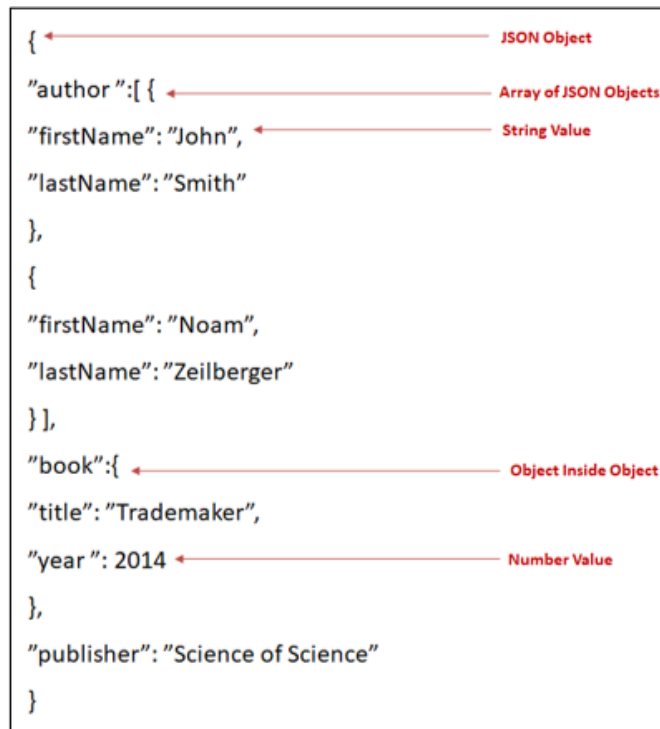 { JSON Object
”author ”:[ { Array of JSON Objects
”firstName”: ”John”, String Value
”lastName”: ”Smith”
},
{
”firstName”: ”Noam”,
”lastName”: ”Zeilberger”
} ],
”book”:{ Object Inside Object
”title”: ”Trademaker”,
”year ”: 2014 Number Value
},
”publisher”: ”Science of Science”
}